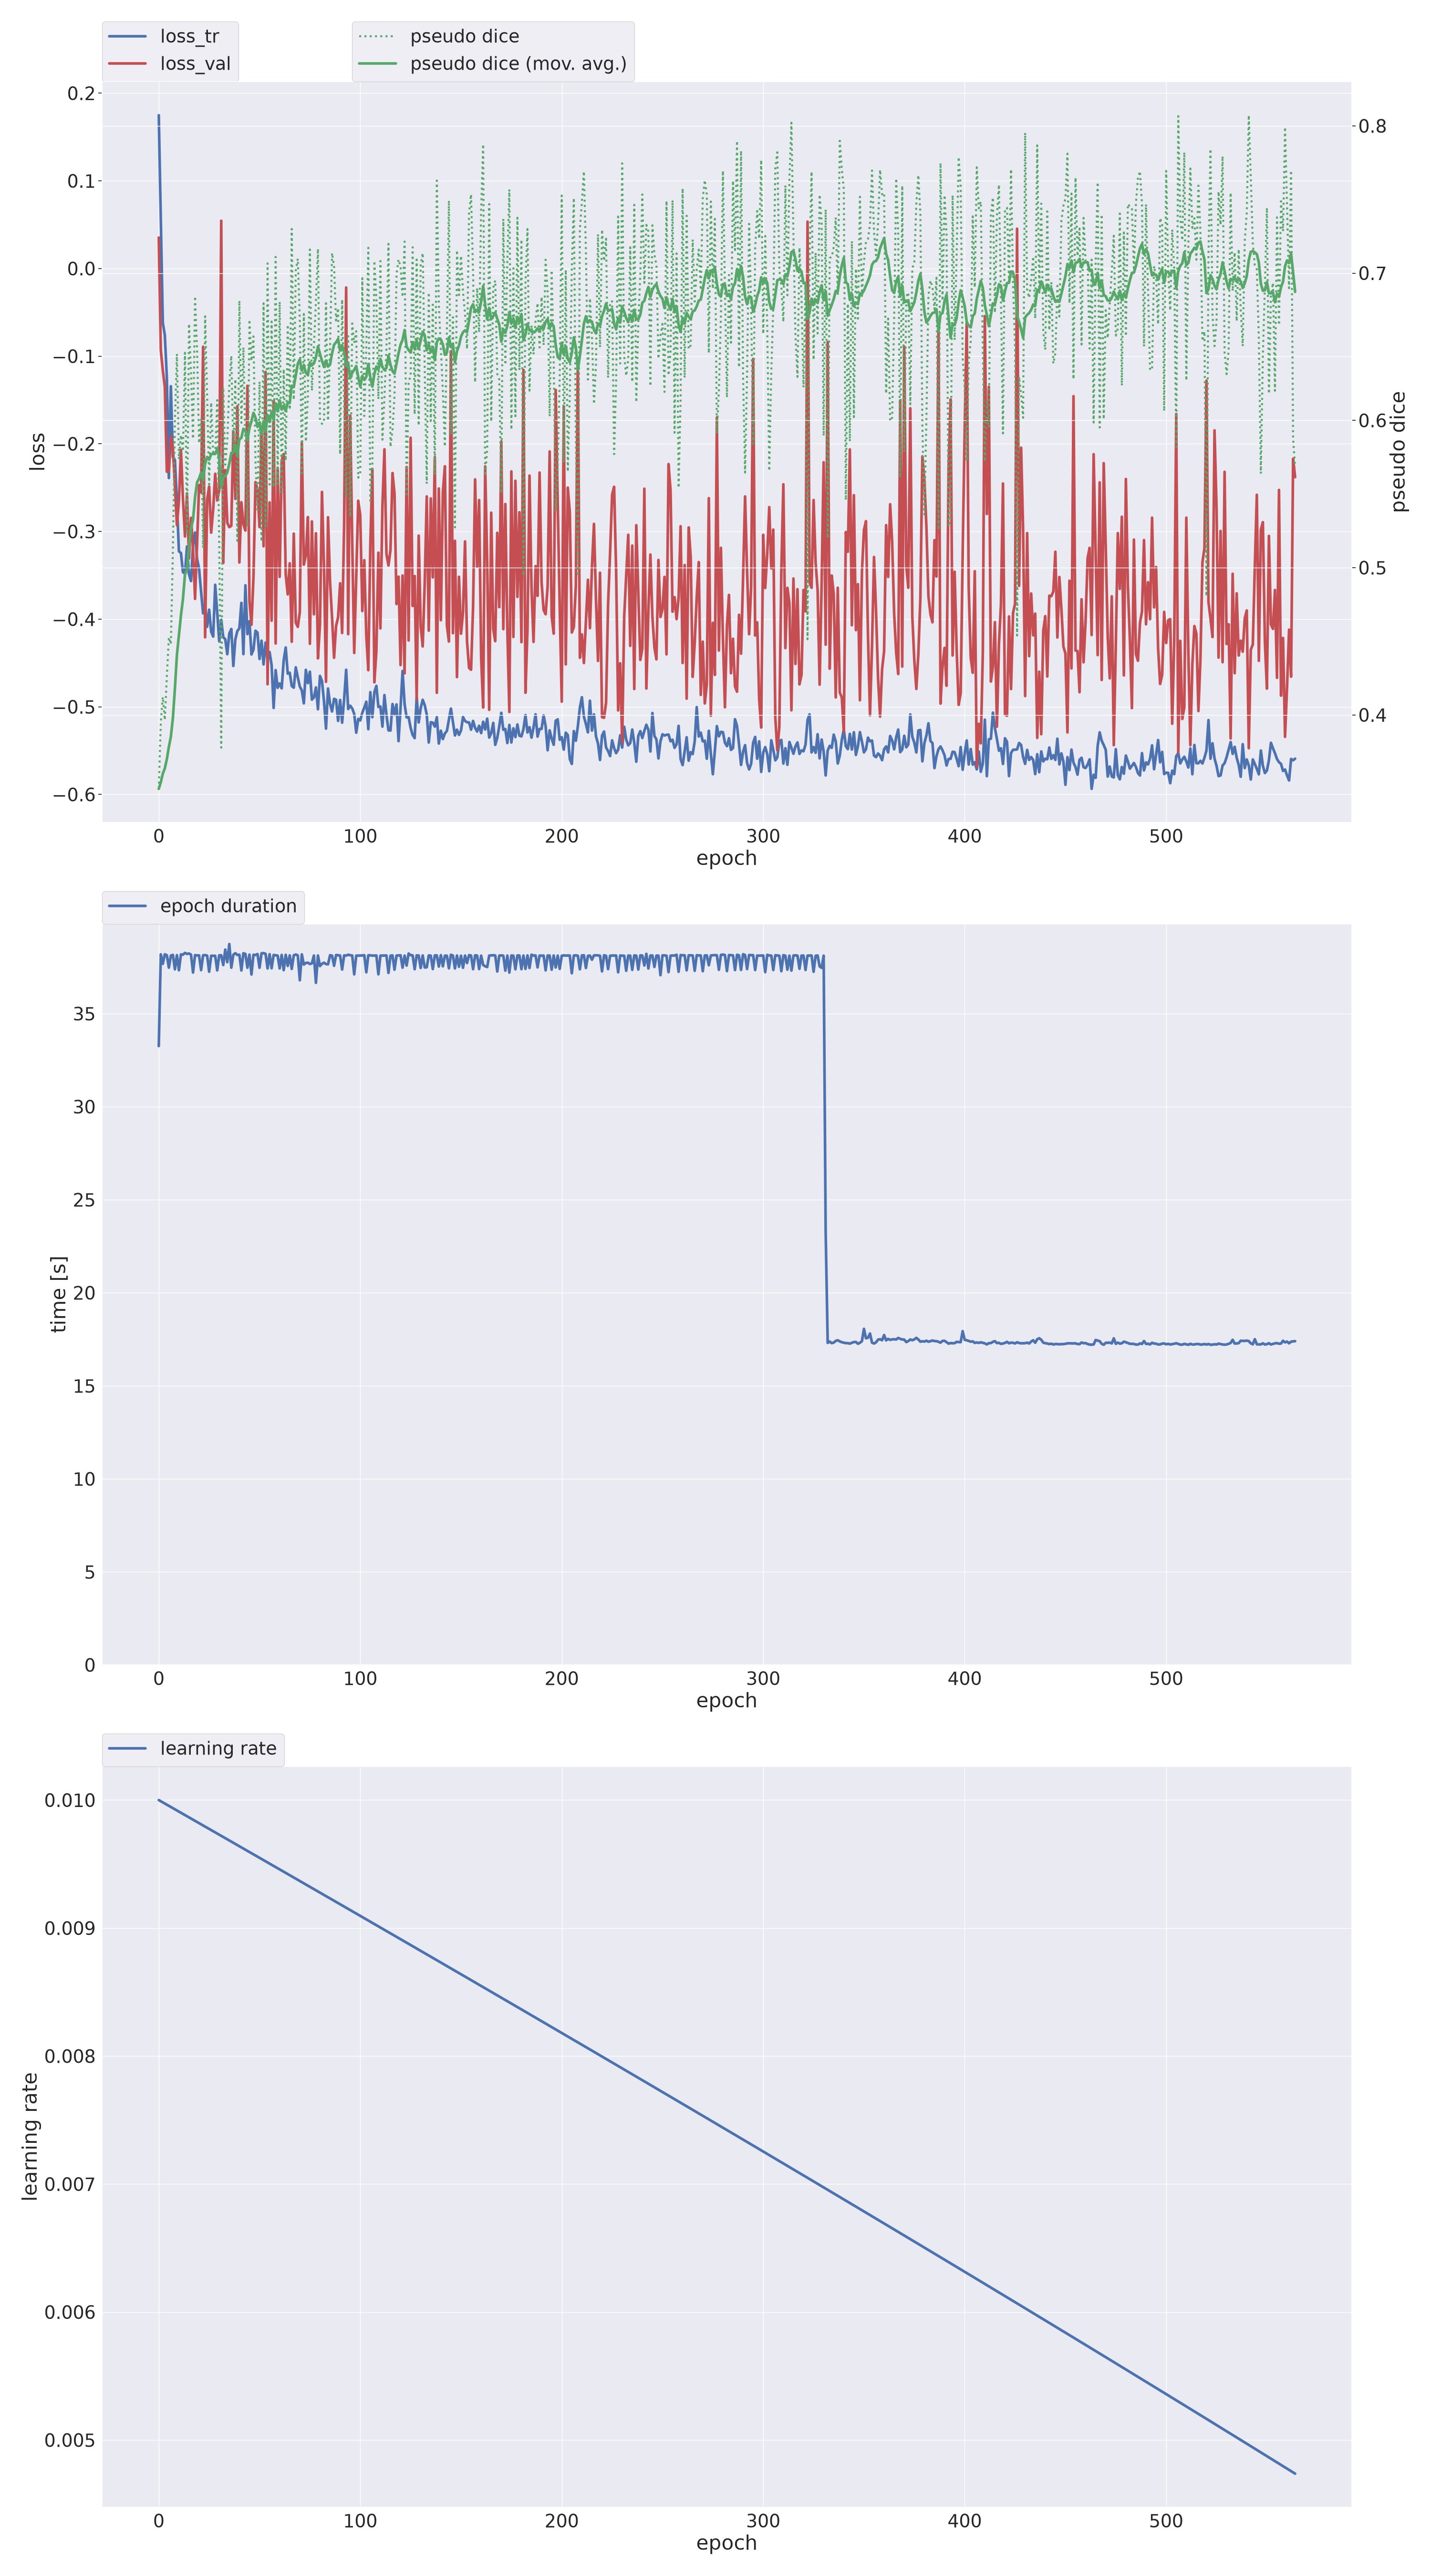 loss_tr
loss_val
pseudo dice
pseudo dice (mov. avg.)
0.2
0.1
0.0
−0.1
−0.2
−0.3
−0.4
−0.5
−0.6
loss
0.8
0.7
0.6
0.5
0.4
pseudo dice
0 100 200 300 400 500
epoch
epoch duration
35
30
25
20
15
10
5
0
time [s]
0 100 200 300 400 500
epoch
learning rate
0.010
0.009
0.008
0.007
0.006
0.005
learning rate
0 100 200 300 400 500
epoch